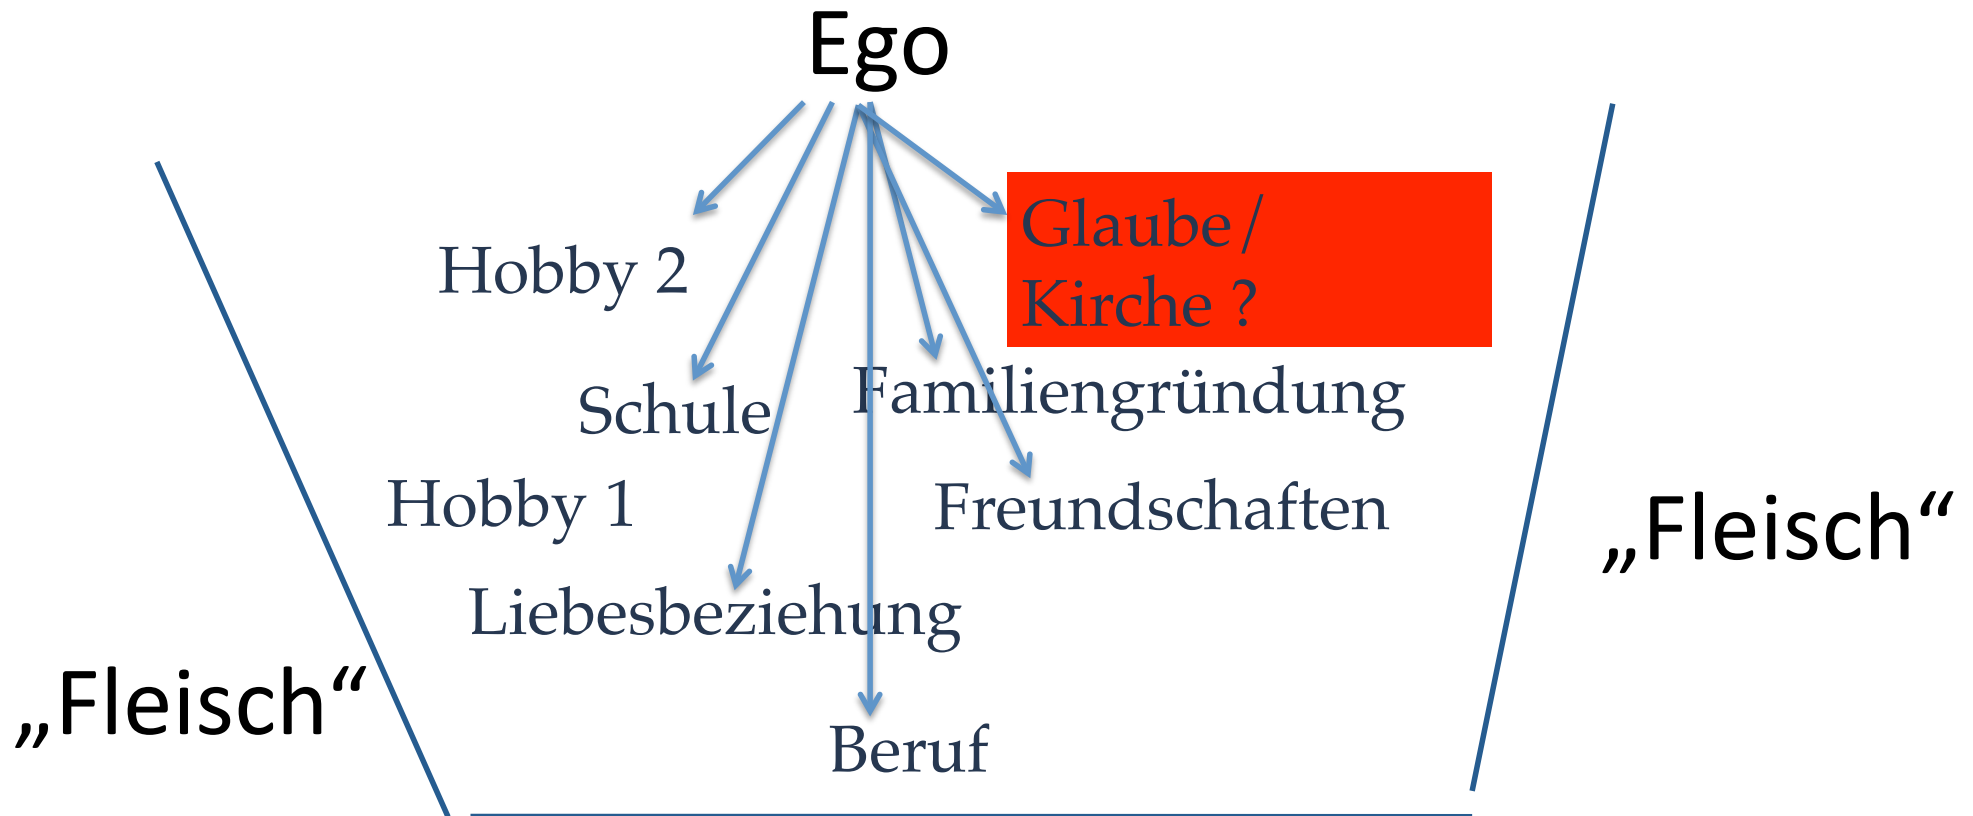 Ego
Glaube/
Kirche ?
Hobby 2
Familiengründung
Schule
Hobby 1
Freundschaften
„Fleisch“
Liebesbeziehung
„Fleisch“
Beruf